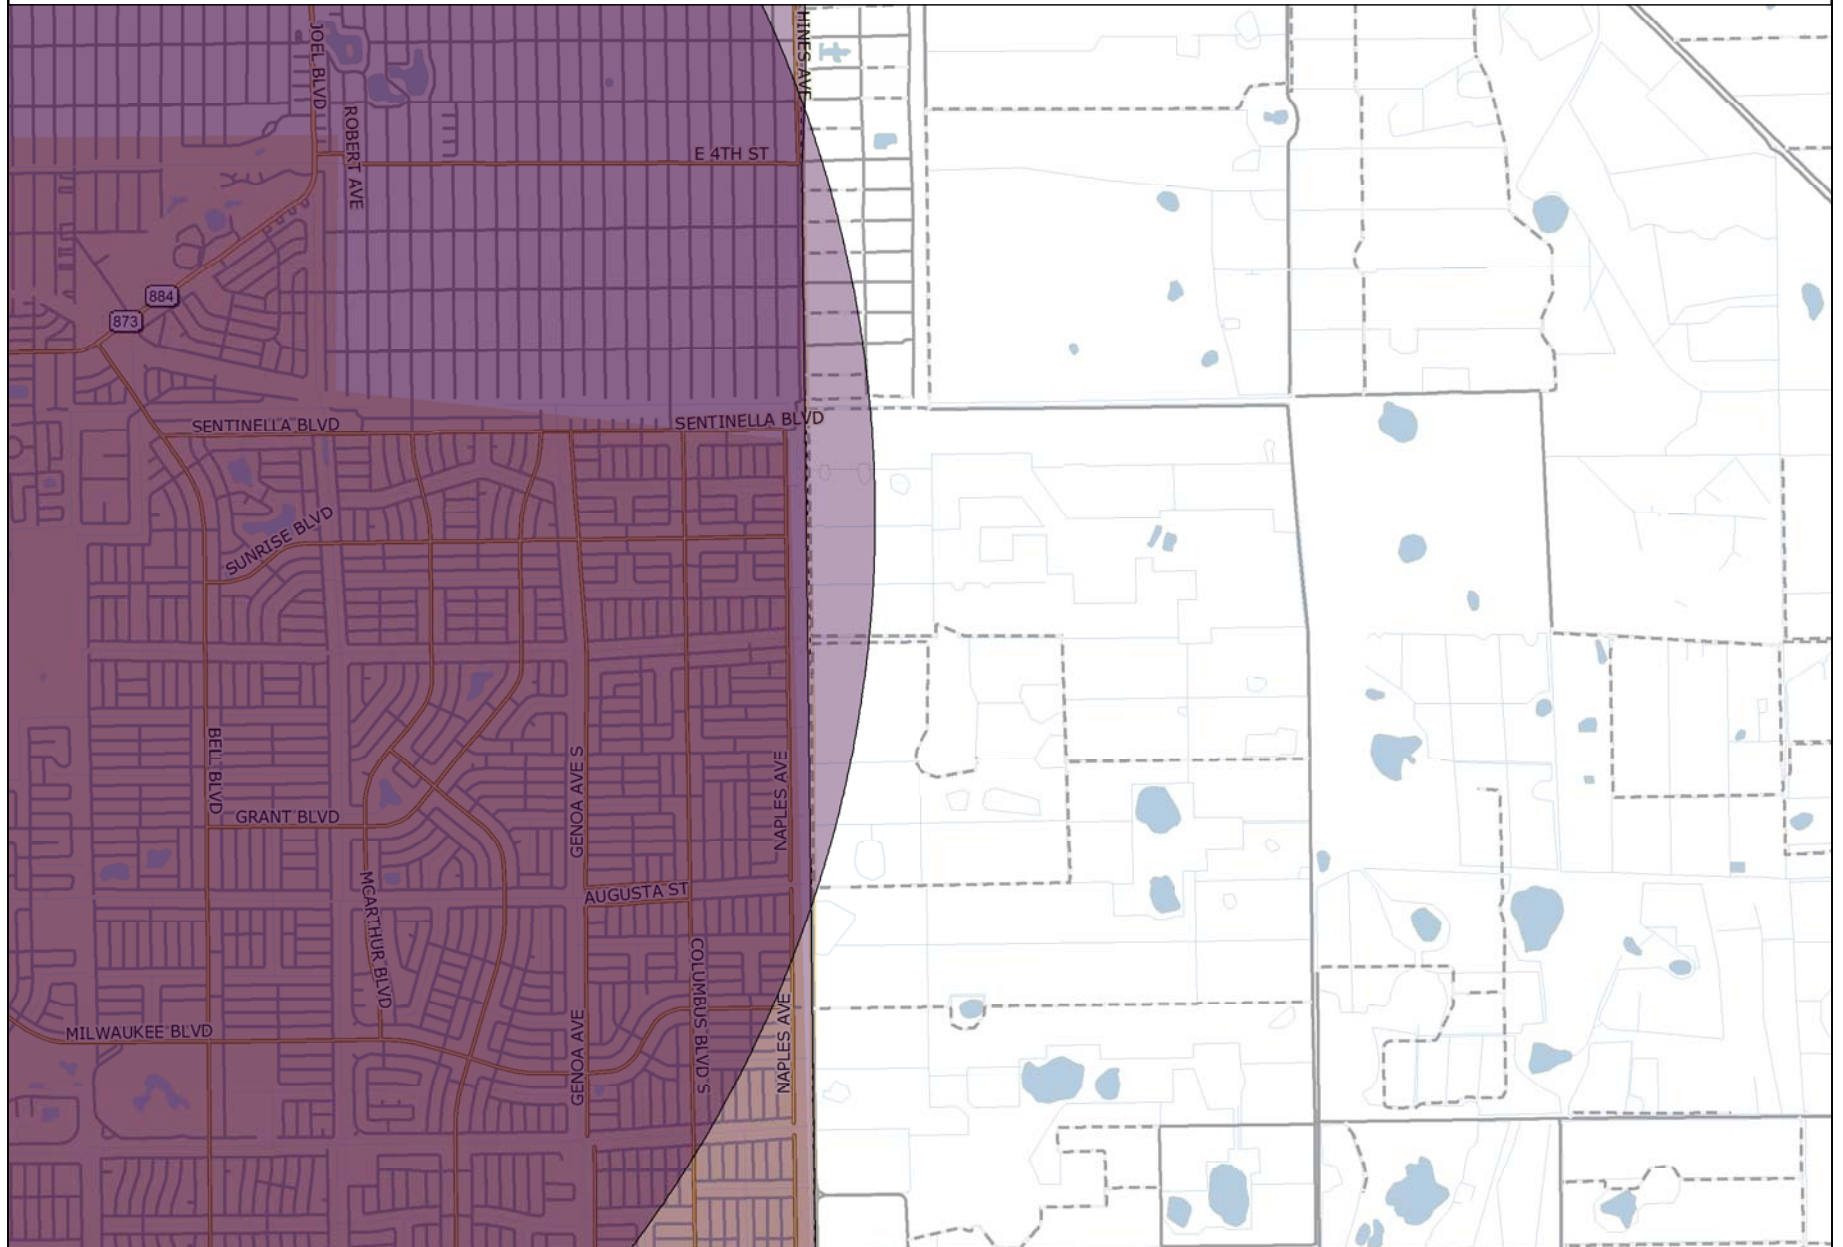 JOEL BLVD
HINES AVE
ROBERT AVE
E 4TH ST
884
873
SENTINELLA BLVD
SENTINELLA BLVD
SUNRISE BLVD
BELL BLVD
GENOA AVE S
NAPLES AVE
GRANT BLVD
MCARTHUR BLVD
AUGUSTA ST
COLUMBUS BLVD S
NAPLES AVE
GENOA AVE
MILWAUKEE BLVD